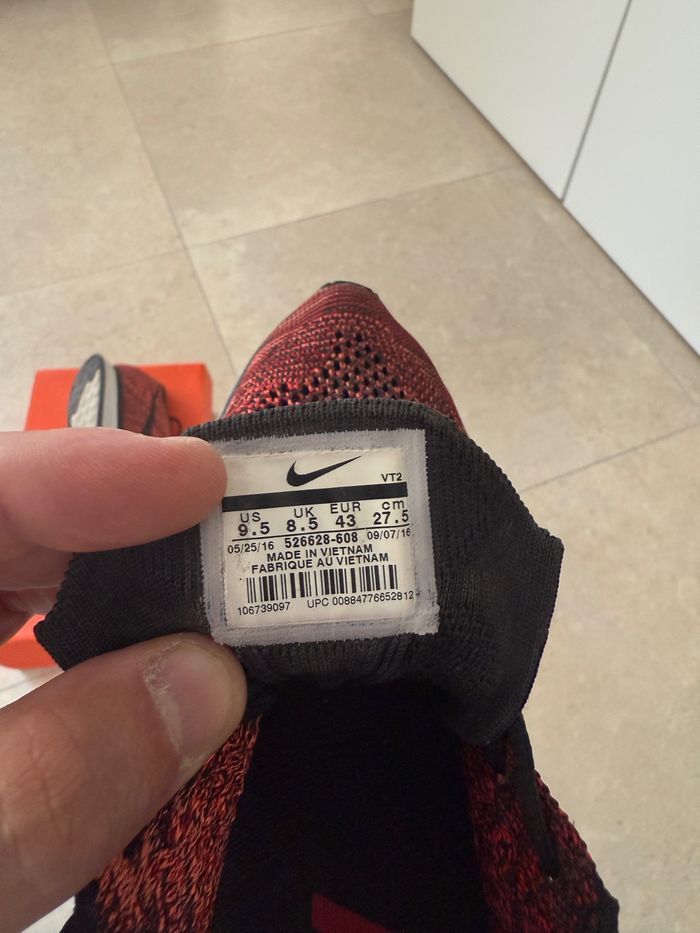 VT2
US UK EUR cm
9.5 8.5 43 27.5
05/25/16 526628-608 09/07/16
MADE IN VIETNAM
FABRIQUE AU VIETNAM
106739097 UPC 00884776652812